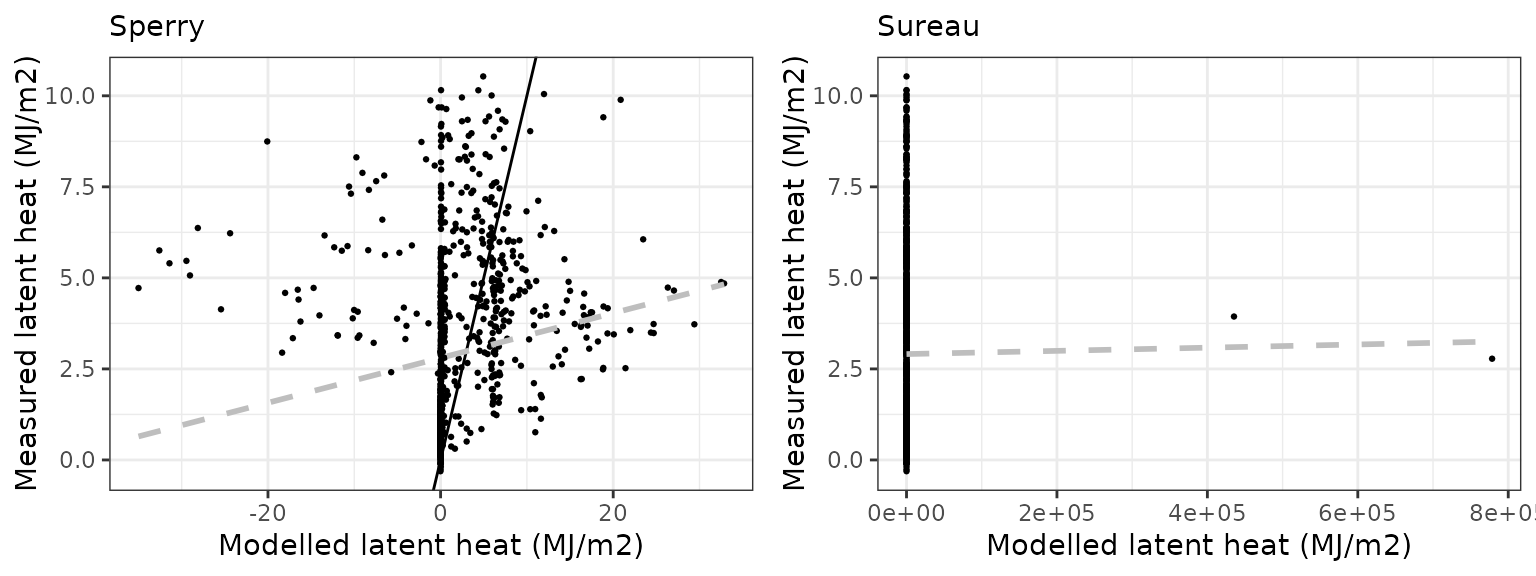 Sperry
Measured latent heat (MJ/m2)
10.0
7.5
5.0
2.5
0.0
-20 0 20
Modelled latent heat (MJ/m2)
Sureau
Measured latent heat (MJ/m2)
10.0
7.5
5.0
2.5
0.0
0e+00 2e+05 4e+05 6e+05 8e+0
Modelled latent heat (MJ/m2)